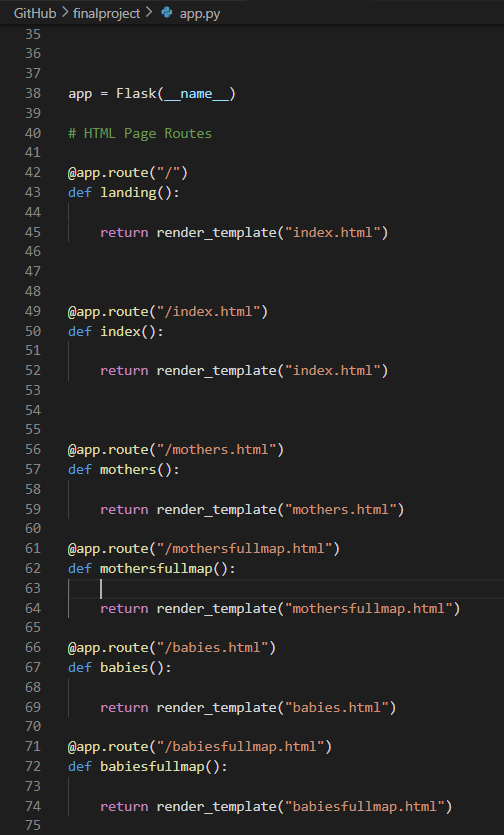 GitHub > finalproject > app.py
35
36
37
38 app = Flask(__name__)
39
40 # HTML Page Routes
41
42 @app.route("/")
43 def landing():
44
45     return render_template("index.html")
46
47
48
49 @app.route("/index.html")
50 def index():
51
52     return render_template("index.html")
53
54
55
56 @app.route("/mothers.html")
57 def mothers():
58
59     return render_template("mothers.html")
60
61 @app.route("/mothersfullmap.html")
62 def mothersfullmap():
63
64     return render_template("mothersfullmap.html")
65
66 @app.route("/babies.html")
67 def babies():
68
69     return render_template("babies.html")
70
71 @app.route("/babiesfullmap.html")
72 def babiesfullmap():
73
74     return render_template("babiesfullmap.html")
75